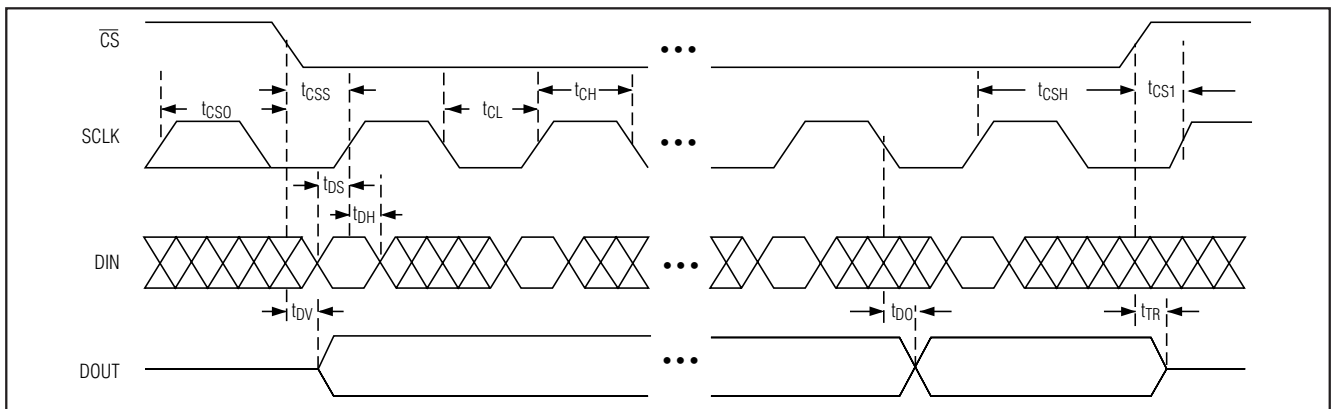 CS
tCSS
tCSO
tCL
tCH
tCSH
tCS1
SCLK
tDS
tDH
DIN
tDV
tDO
tTR
DOUT